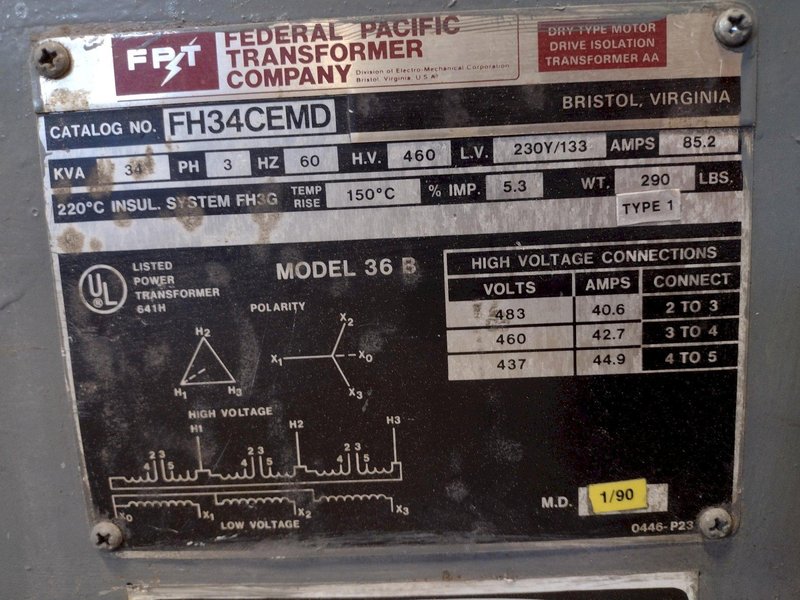 FPT
FEDERAL PACIFIC
TRANSFORMER
COMPANY
Division of Electro-Mechanical Corporation
Bristol, Virginia, U.S.A.
DRY TYPE MOTOR
DRIVE ISOLATION
TRANSFORMER AA
BRISTOL, VIRGINIA
CATALOG NO. FH34CEMD
KVA 34 PH 3 HZ 60 H.V. 460 L.V. 230Y/133 AMPS 85.2
220°C INSUL. SYSTEM FH3G TEMP RISE 150°C % IMP. 5.3 WT. 290 LBS.
TYPE 1
UL
LISTED
POWER
TRANSFORMER
641H
MODEL 36 B
POLARITY
H2
H1 H3
X2
X1 X0
X3
HIGH VOLTAGE CONNECTIONS
VOLTS AMPS CONNECT
483 40.6 2 TO 3
460 42.7 3 TO 4
437 44.9 4 TO 5
HIGH VOLTAGE
H1 H2 H3
4 2 3 5 4 2 3 5 4 2 3 5
X0 X1 X2 X3
LOW VOLTAGE
M.D. 1/90
0446-P23